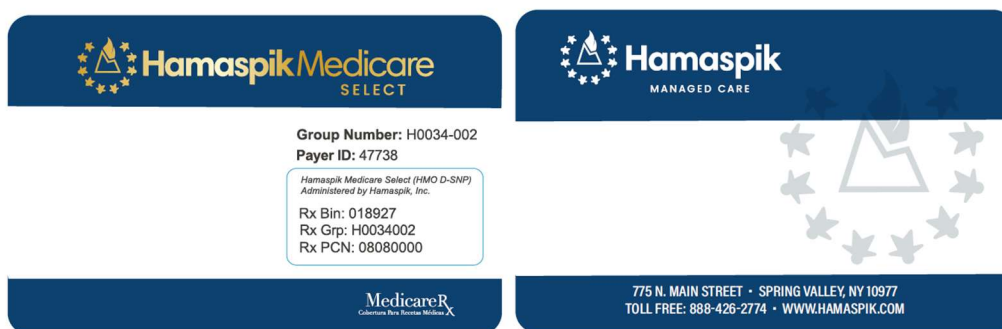 Hamaspik Medicare
SELECT
Group Number: H0034-002
Payer ID: 47738
Hamaspik Medicare Select (HMO D-SNP)
Administered by Hamaspik, Inc.
Rx Bin: 018927
Rx Grp: H0034002
Rx PCN: 08080000
MedicareRx
Cobertura Para Recetas Médicas
Hamaspik
MANAGED CARE
775 N. MAIN STREET • SPRING VALLEY, NY 10977
TOLL FREE: 888-426-2774 • WWW.HAMASPIK.COM